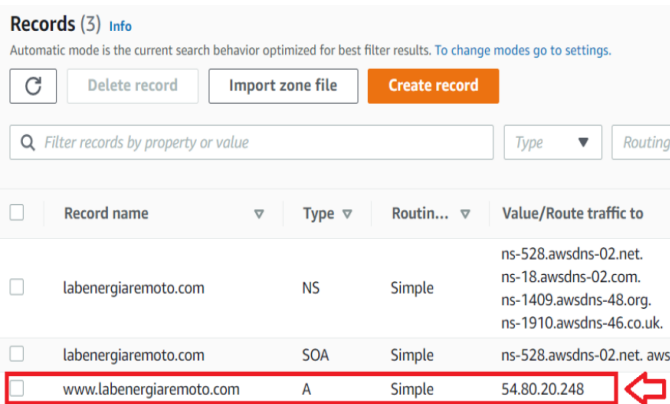 Records (3) Info
Automatic mode is the current search behavior optimized for best filter results. To change modes go to settings.
Delete record Import zone file Create record
Filter records by property or value Type Routing
Record name Type Routin... Value/Route traffic to
labenergiaremoto.com NS Simple ns-528.awsdns-02.net.
ns-18.awsdns-02.com.
ns-1409.awsdns-48.org.
ns-1910.awsdns-46.co.uk.
labenergiaremoto.com SOA Simple ns-528.awsdns-02.net. aws
www.labenergiaremoto.com A Simple 54.80.20.248